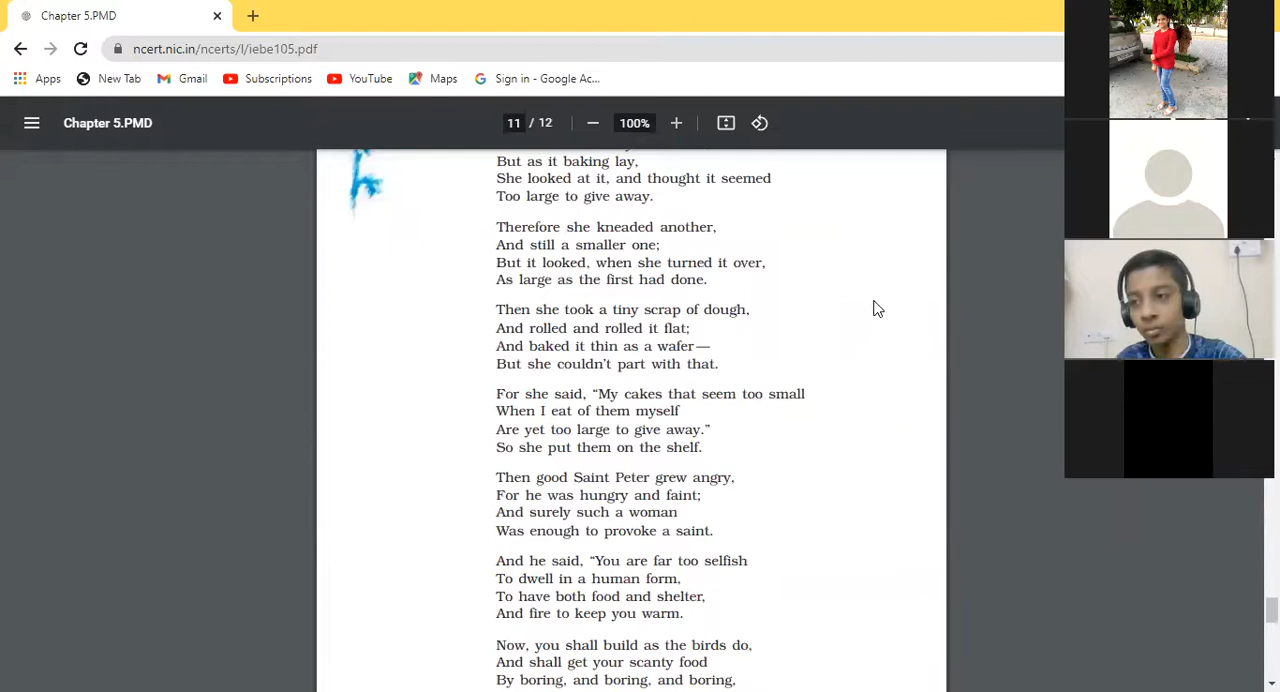 Chapter 5.PMD
ncert.nic.in/ncerts/l/iebe105.pdf
Apps New Tab Gmail Subscriptions YouTube Maps Sign in - Google Ac...
Chapter 5.PMD 11 / 12 100%
But as it baking lay,
She looked at it, and thought it seemed
Too large to give away.
Therefore she kneaded another,
And still a smaller one;
But it looked, when she turned it over,
As large as the first had done.
Then she took a tiny scrap of dough,
And rolled and rolled it flat;
And baked it thin as a wafer—
But she couldn't part with that.
For she said, “My cakes that seem too small
When I eat of them myself
Are yet too large to give away.”
So she put them on the shelf.
Then good Saint Peter grew angry,
For he was hungry and faint;
And surely such a woman
Was enough to provoke a saint.
And he said, “You are far too selfish
To dwell in a human form,
To have both food and shelter,
And fire to keep you warm.
Now, you shall build as the birds do,
And shall get your scanty food
By boring, and boring, and boring,